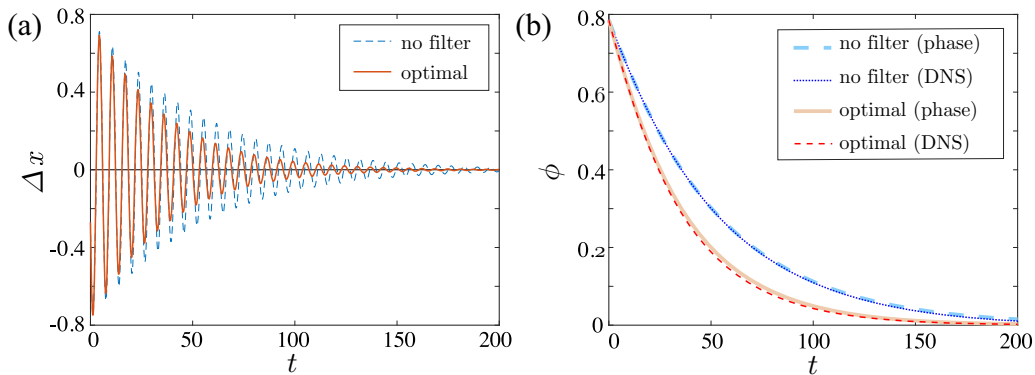 (a)
0.8
0.4
0
-0.4
-0.8
Δx
no filter
optimal
0 50 100 150 200
t
(b)
0.8
0.6
0.4
0.2
0
ϕ
no filter (phase)
no filter (DNS)
optimal (phase)
optimal (DNS)
0 50 100 150 200
t